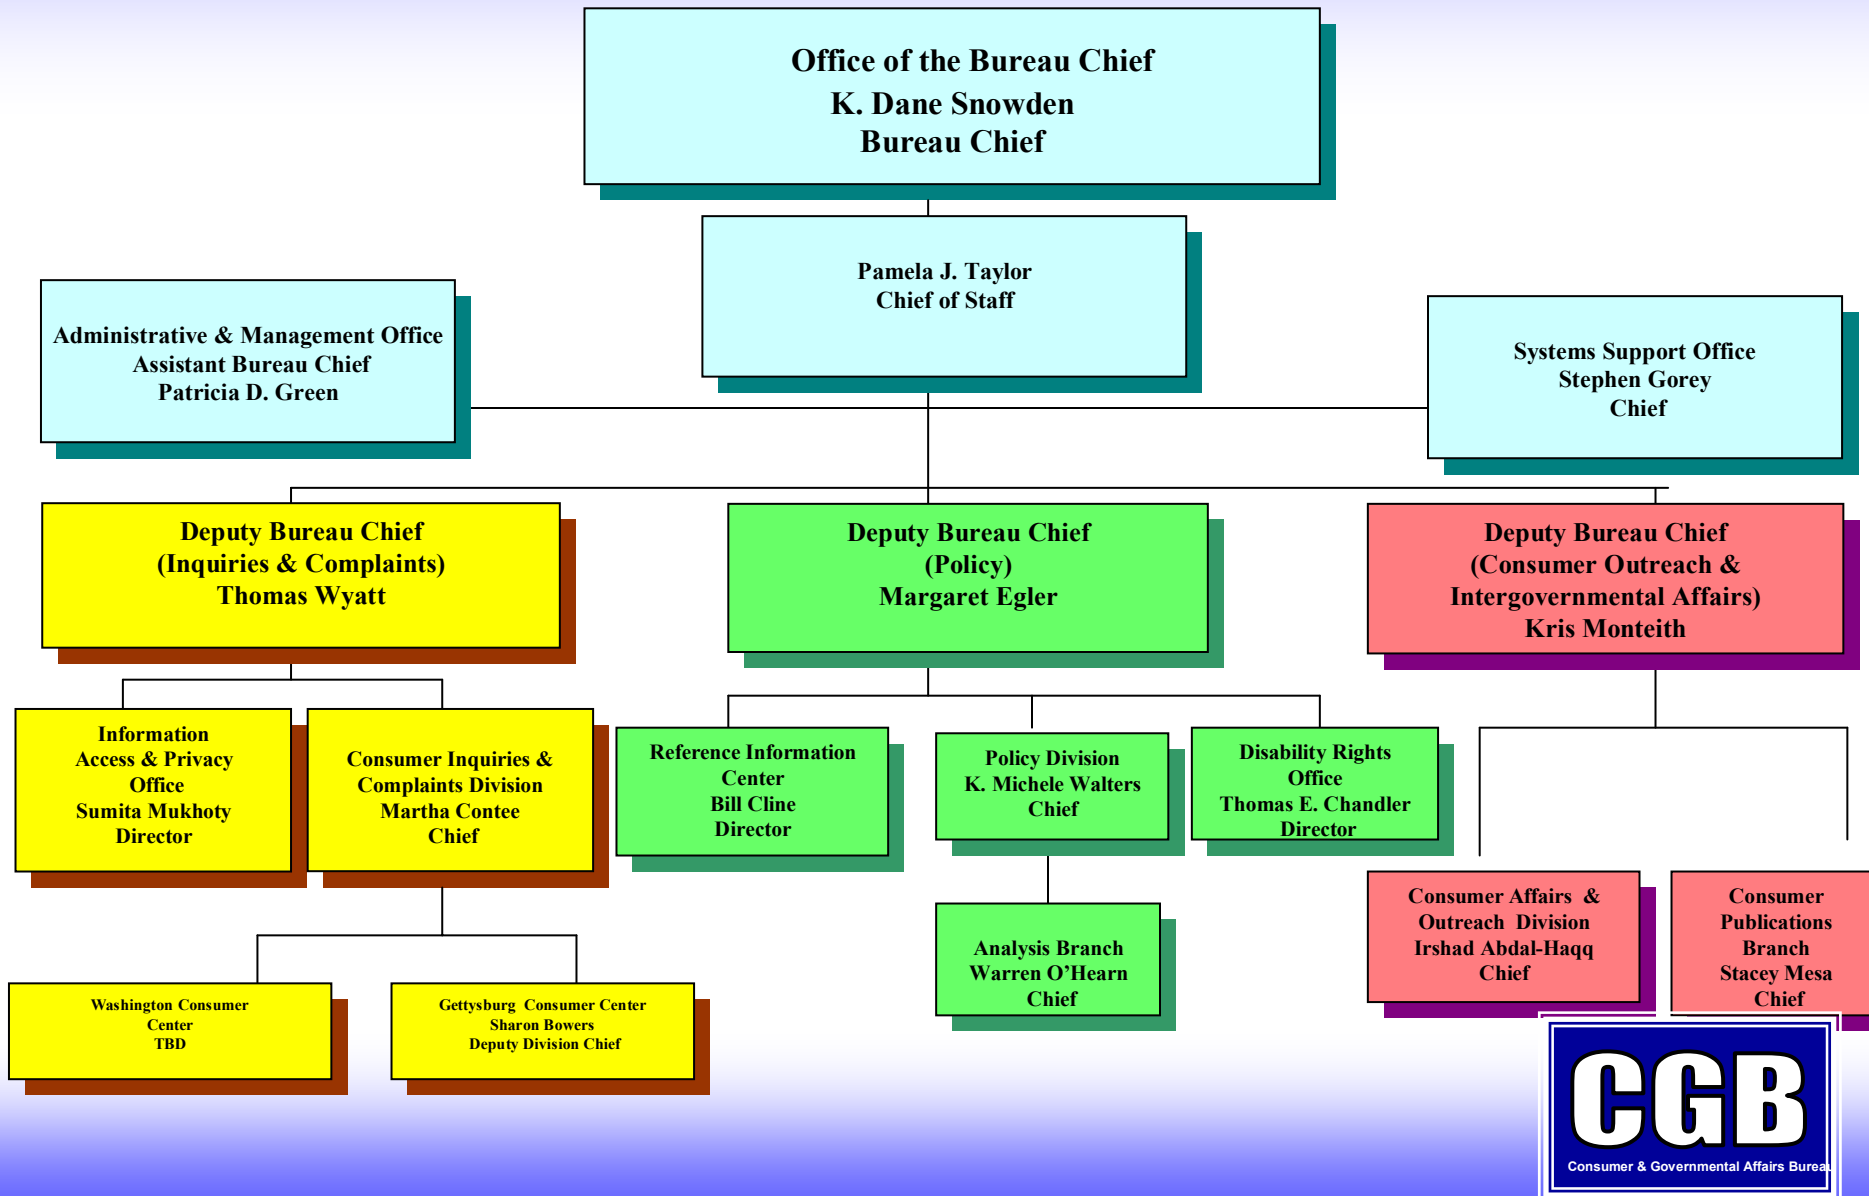 Office of the Bureau Chief
K. Dane Snowden
Bureau Chief
Pamela J. Taylor
Chief of Staff
Administrative & Management Office
Assistant Bureau Chief
Patricia D. Green
Systems Support Office
Stephen Gorey
Chief
Deputy Bureau Chief
(Inquiries & Complaints)
Thomas Wyatt
Deputy Bureau Chief
(Policy)
Margaret Egler
Deputy Bureau Chief
(Consumer Outreach &
Intergovernmental Affairs)
Kris Monteith
Information
Access & Privacy
Office
Sumita Mukhoty
Director
Consumer Inquiries &
Complaints Division
Martha Contee
Chief
Reference Information
Center
Bill Cline
Director
Policy Division
K. Michele Walters
Chief
Disability Rights
Office
Thomas E. Chandler
Director
Analysis Branch
Warren O’Hearn
Chief
Consumer Affairs &
Outreach Division
Irshad Abdal-Haqq
Chief
Consumer
Publications
Branch
Stacey Mesa
Chief
Washington Consumer
Center
TBD
Gettysburg Consumer Center
Sharon Bowers
Deputy Division Chief
CGB
Consumer & Governmental Affairs Bureau